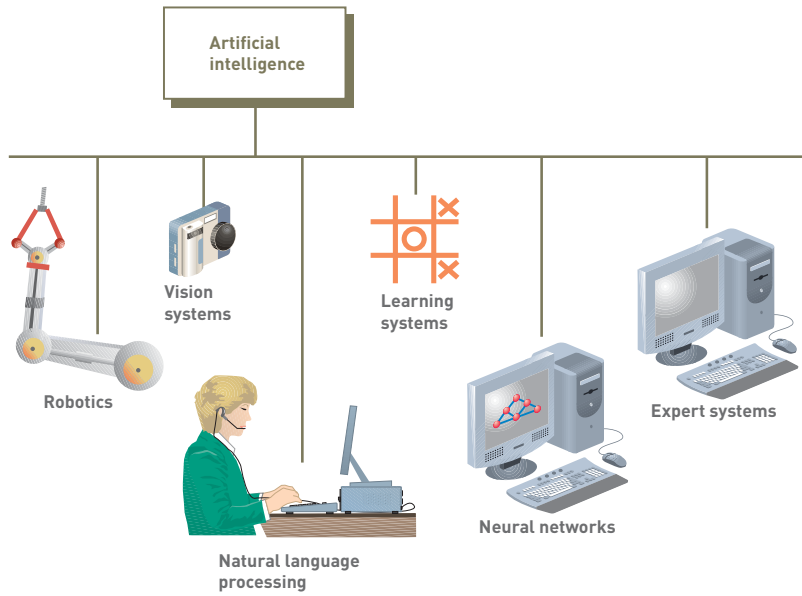 Artificial
intelligence
Vision
systems
Learning
systems
Robotics
Expert systems
Neural networks
Natural language
processing